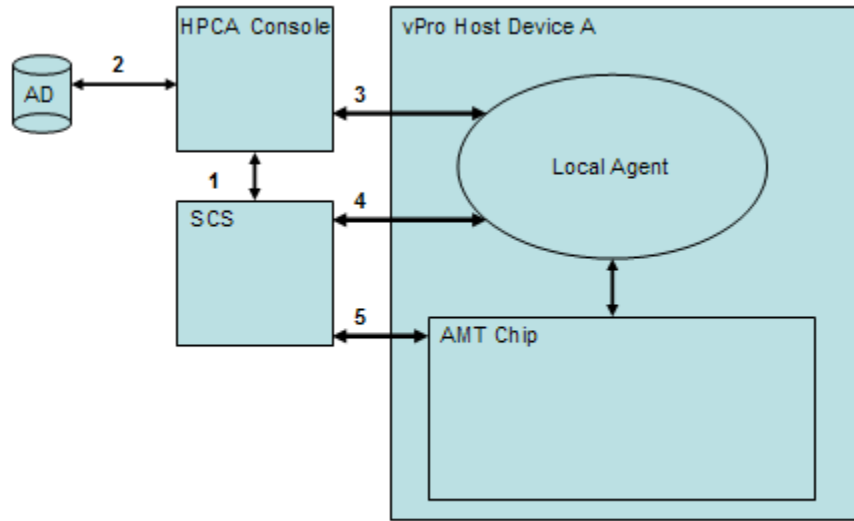 HPCA Console
vPro Host Device A
2
AD
3
Local Agent
1
4
SCS
5
AMT Chip